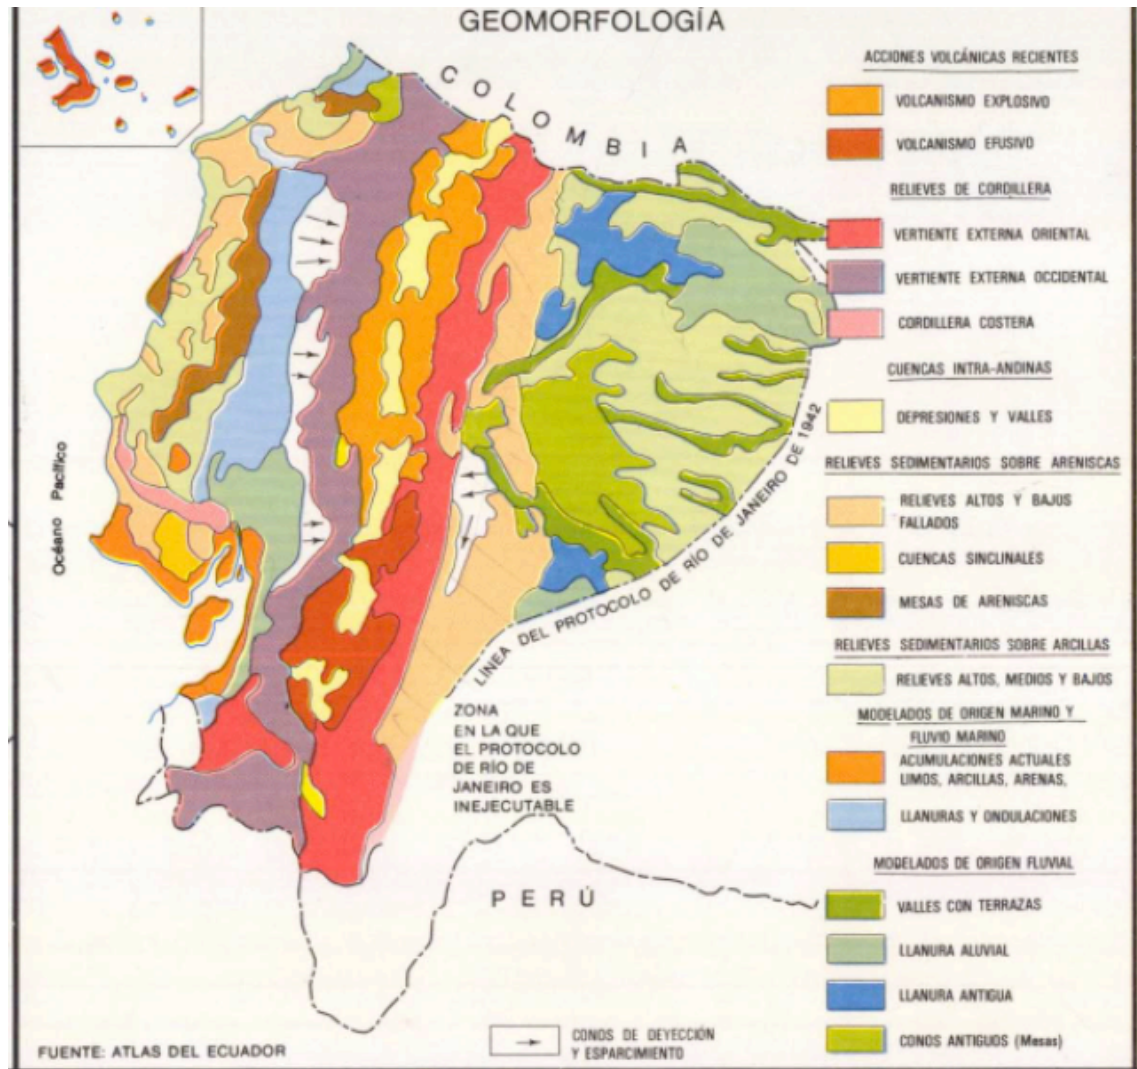 GEOMORFOLOGÍA
COLOMBIA
Océano Pacífico
LÍNEA DEL PROTOCOLO DE RÍO DE JANEIRO DE 1942
ZONA
EN LA QUE
EL PROTOCOLO
DE RÍO DE
JANEIRO ES
INEJECUTABLE
PERÚ
ACCIONES VOLCÁNICAS RECIENTES
VOLCANISMO EXPLOSIVO
VOLCANISMO EFUSIVO
RELIEVES DE CORDILLERA
VERTIENTE EXTERNA ORIENTAL
VERTIENTE EXTERNA OCCIDENTAL
CORDILLERA COSTERA
CUENCAS INTRA-ANDINAS
DEPRESIONES Y VALLES
RELIEVES SEDIMENTARIOS SOBRE ARENISCAS
RELIEVES ALTOS Y BAJOS
FALLADOS
CUENCAS SINCLINALES
MESAS DE ARENISCAS
RELIEVES SEDIMENTARIOS SOBRE ARCILLAS
RELIEVES ALTOS, MEDIOS Y BAJOS
MODELADOS DE ORIGEN MARINO Y
FLUVIO MARINO
ACUMULACIONES ACTUALES
LIMOS, ARCILLAS, ARENAS,
LLANURAS Y ONDULACIONES
MODELADOS DE ORIGEN FLUVIAL
VALLES CON TERRAZAS
LLANURA ALUVIAL
LLANURA ANTIGUA
CONOS ANTIGUOS (Mesas)
CONOS DE DEYECCIÓN
Y ESPARCIMIENTO
FUENTE: ATLAS DEL ECUADOR